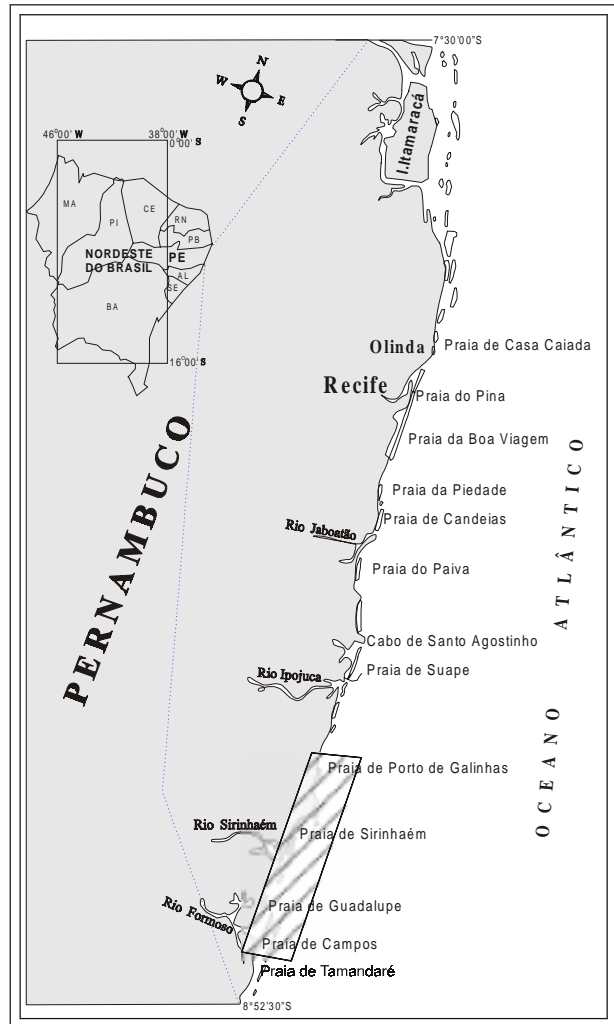 7°30'00"S
N
W
E
S
I.Itamaracá
46°00' W
38°00' W
0°00' S
MA
CE
RN
PI
PB
NORDESTE
DO BRASIL
PE
AL
SE
BA
16°00' S
Olinda
Praia de Casa Caiada
Recife
Praia do Pina
Praia da Boa Viagem
PERNAMBUCO
Praia da Piedade
Rio Jaboatão
Praia de Candeias
Praia do Paiva
OCEANO ATLÂNTICO
Cabo de Santo Agostinho
Rio Ipojuca
Praia de Suape
Praia de Porto de Galinhas
Rio Sirinhaém
Praia de Sirinhaém
Rio Formoso
Praia de Guadalupe
Praia de Campos
Praia de Tamandaré
8°52'30"S